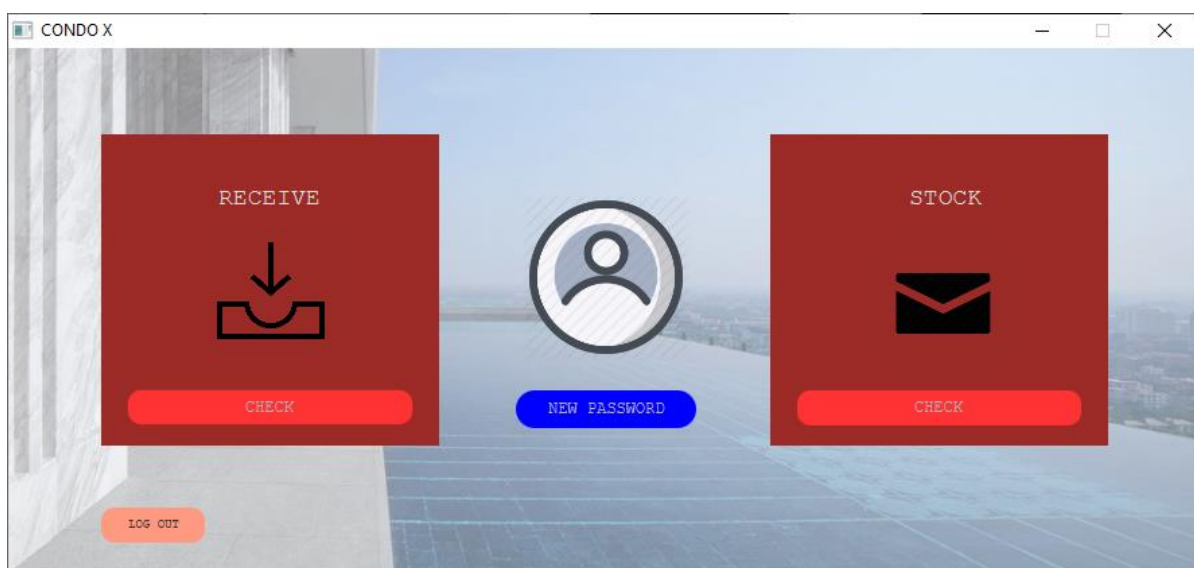 CONDO X
RECEIVE
STOCK
CHECK
NEW PASSWORD
CHECK
LOG OUT